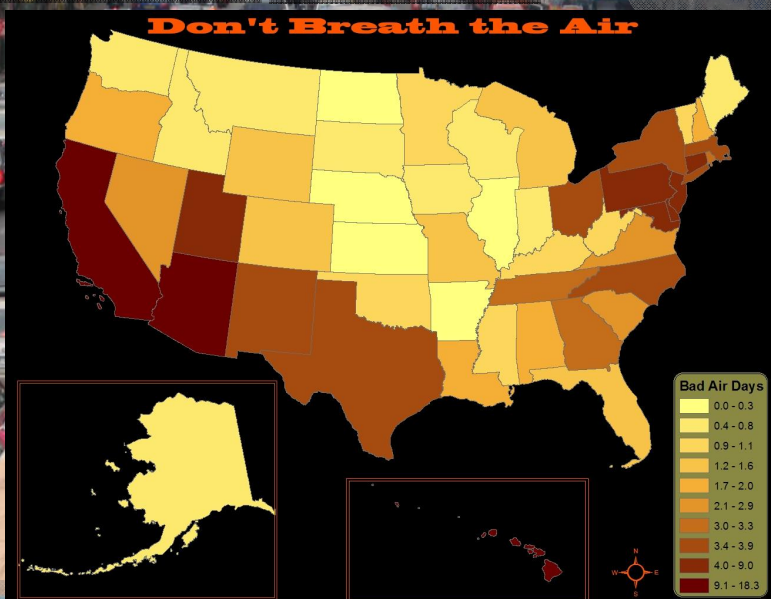 Don't Breath the Air
Bad Air Days
0.0 - 0.3
0.4 - 0.8
0.9 - 1.1
1.2 - 1.6
1.7 - 2.0
2.1 - 2.9
3.0 - 3.3
3.4 - 3.9
4.0 - 9.0
9.1 - 18.3
N
W E
S